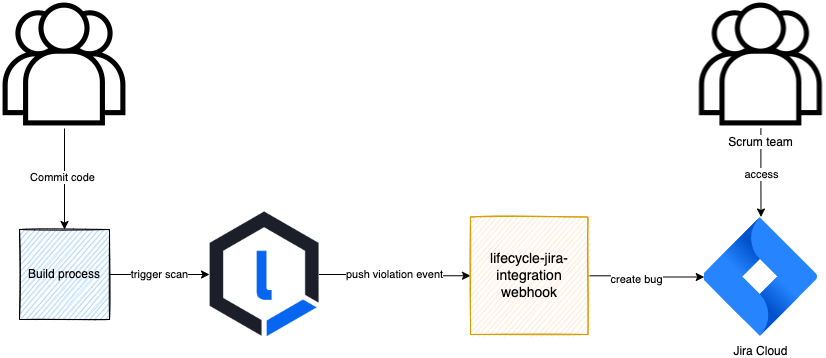 Scrum team
Commit code
access
Build process
trigger scan
l
push violation event
lifecycle-jira-
integration
webhook
create bug
Jira Cloud